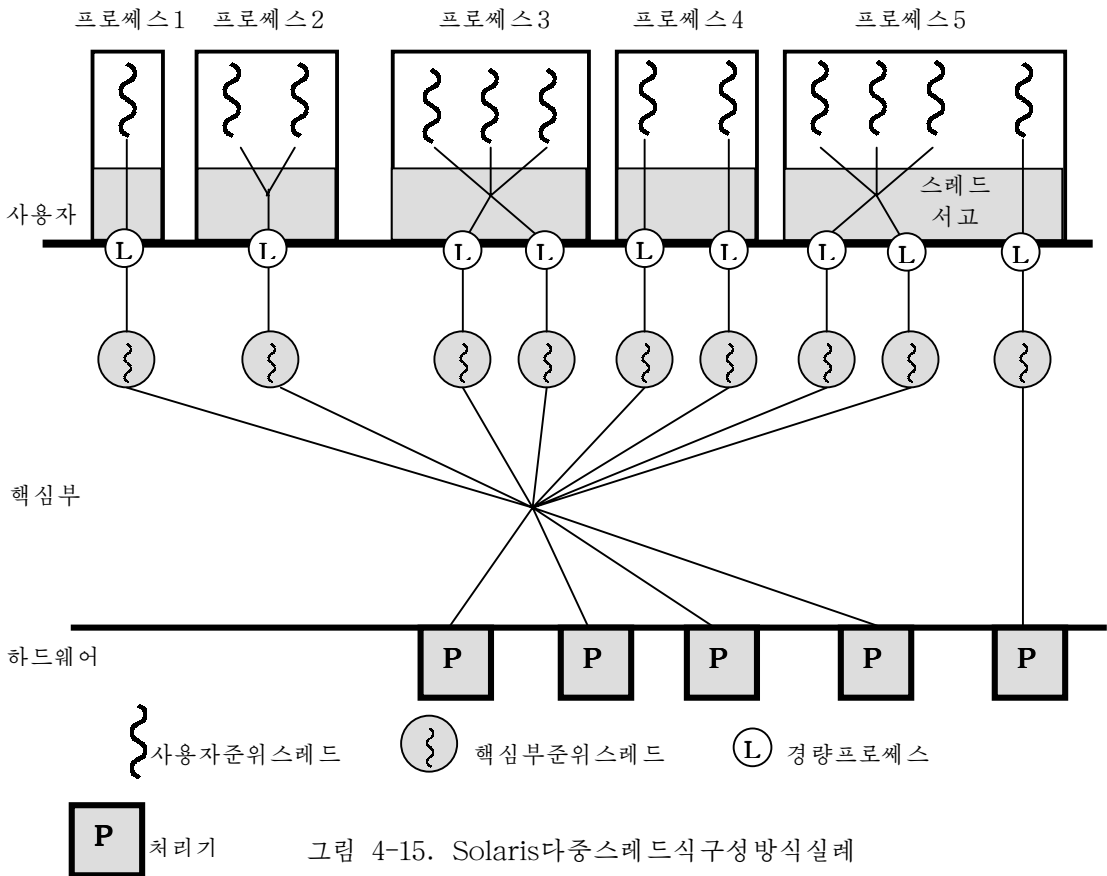 프로쎄스1 프로쎄스2 프로쎄스3 프로쎄스4 프로쎄스5
스레드
서고
사용자
L L L L L L L L L
핵심부
하드웨어
P P P P P
사용자준위스레드 핵심부준위스레드 L 경량프로쎄스
P 처리기 그림 4-15. Solaris다중스레드식구성방식실례